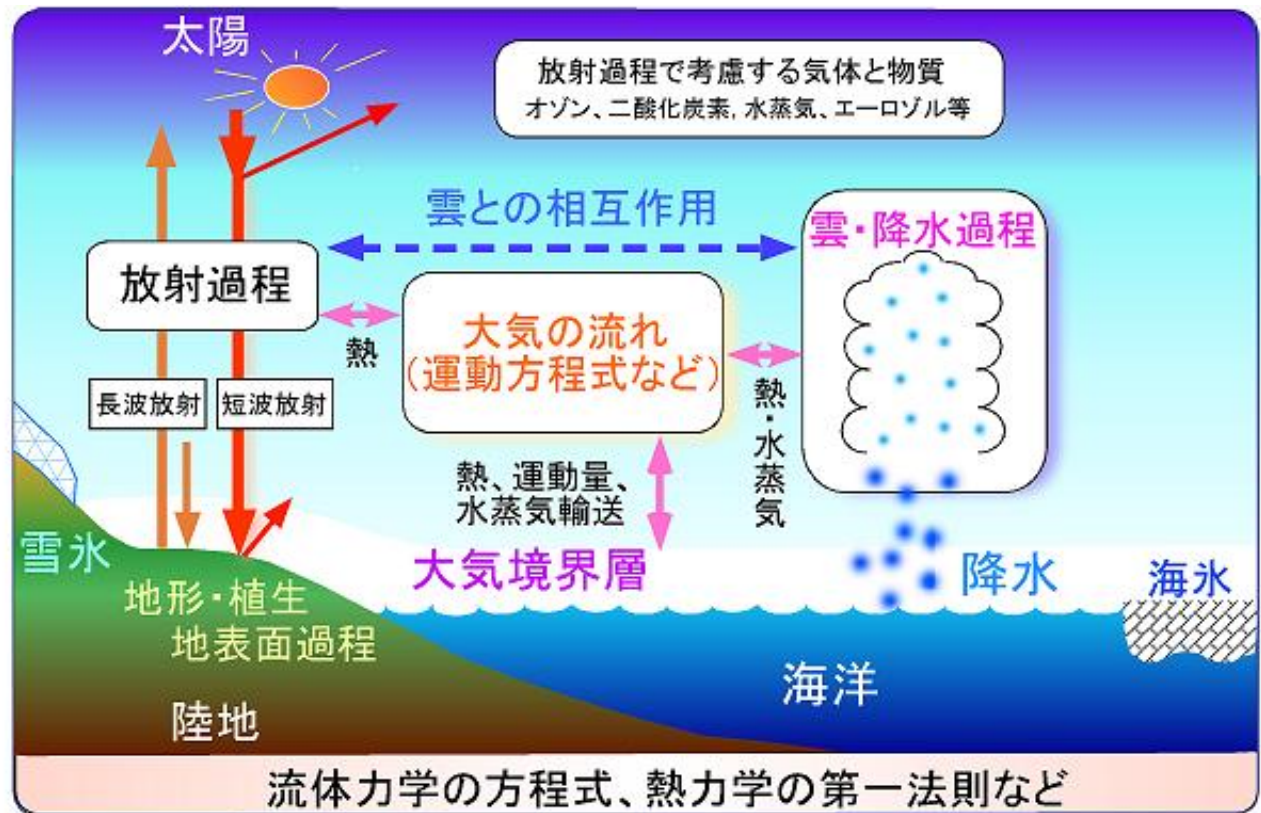 太陽
放射過程で考慮する気体と物質
オゾン、二酸化炭素, 水蒸気、エーロゾル等
雲との相互作用
雲・降水過程
放射過程
熱
大気の流れ
(運動方程式など)
熱・水蒸気
長波放射
短波放射
熱、運動量、
水蒸気輸送
雪氷
大気境界層
降水
海氷
地形・植生
地表面過程
海洋
陸地
流体力学の方程式、熱力学の第一法則など